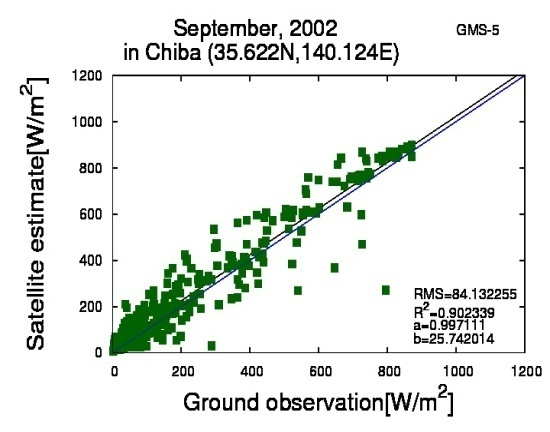 September, 2002
GMS-5
in Chiba (35.622N,140.124E)
Satellite estimate[W/m²]
1200
1000
800
600
400
200
0
RMS=84.132255
R²=0.902339
a=0.997111
b=25.742014
0 200 400 600 800 1000 1200
Ground observation[W/m²]